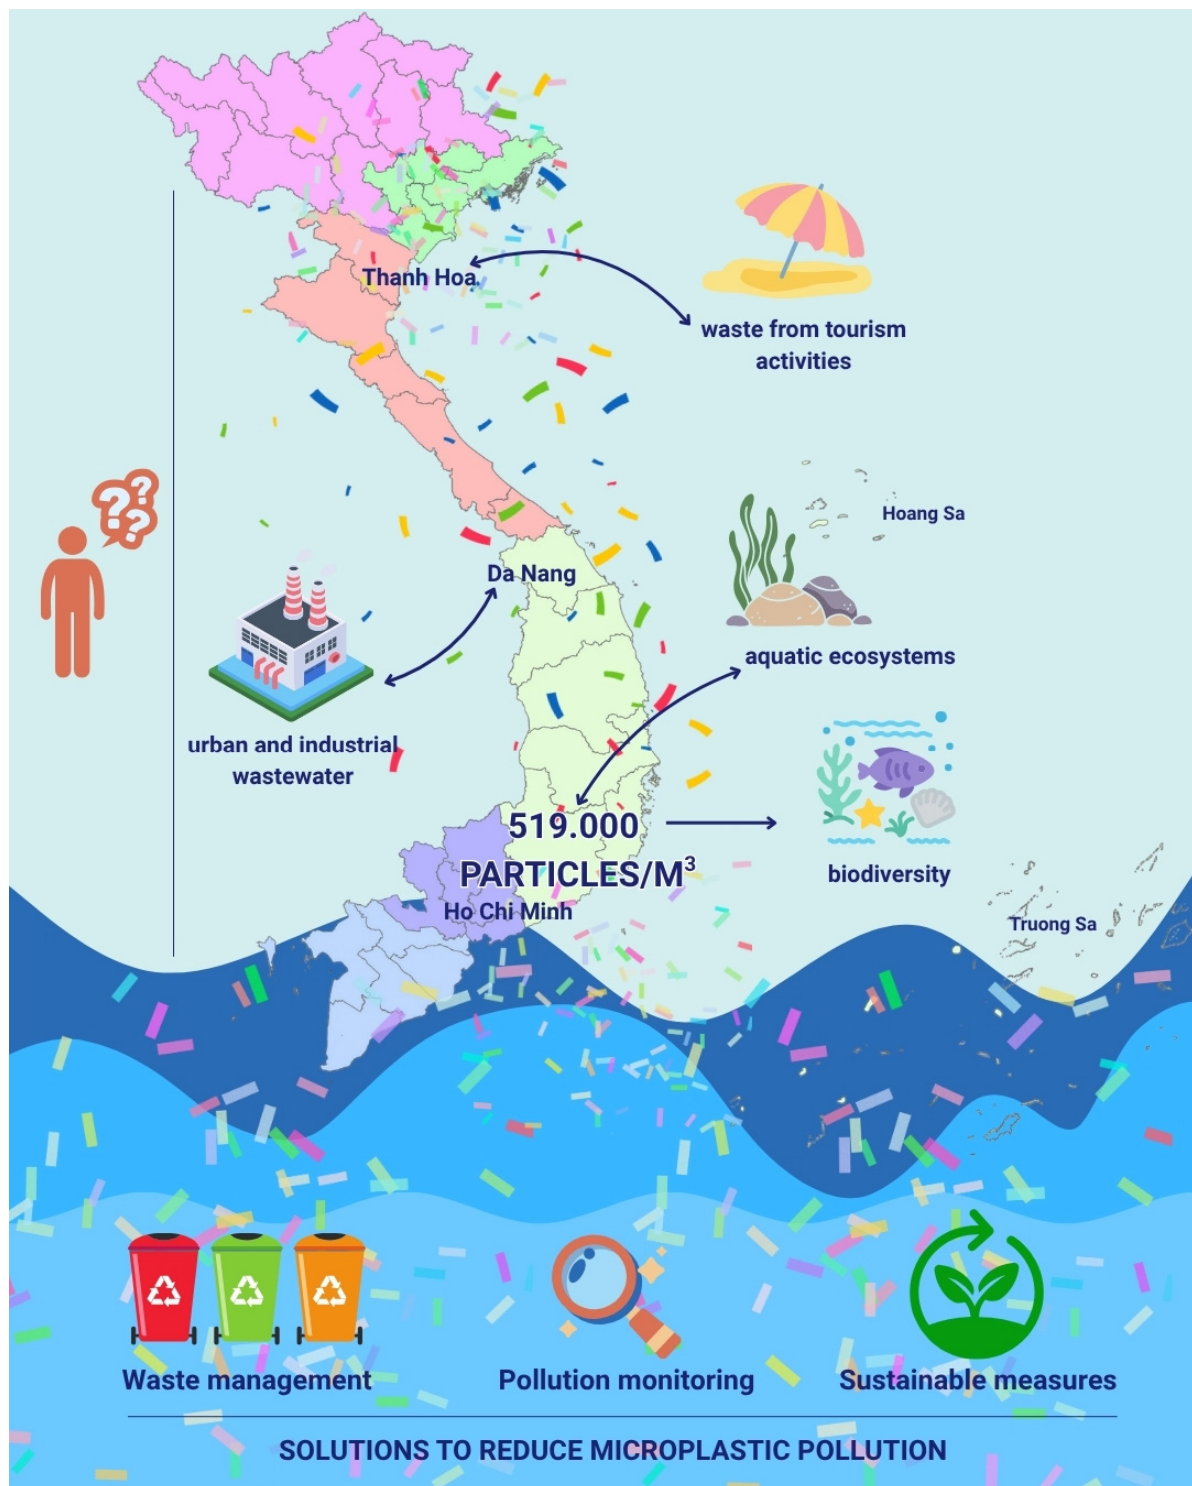 Thanh Hoa
waste from tourism
activities
Hoang Sa
???
Da Nang
aquatic ecosystems
urban and industrial
wastewater
519.000
PARTICLES/M³
biodiversity
Ho Chi Minh
Truong Sa
Waste management
Pollution monitoring
Sustainable measures
SOLUTIONS TO REDUCE MICROPLASTIC POLLUTION